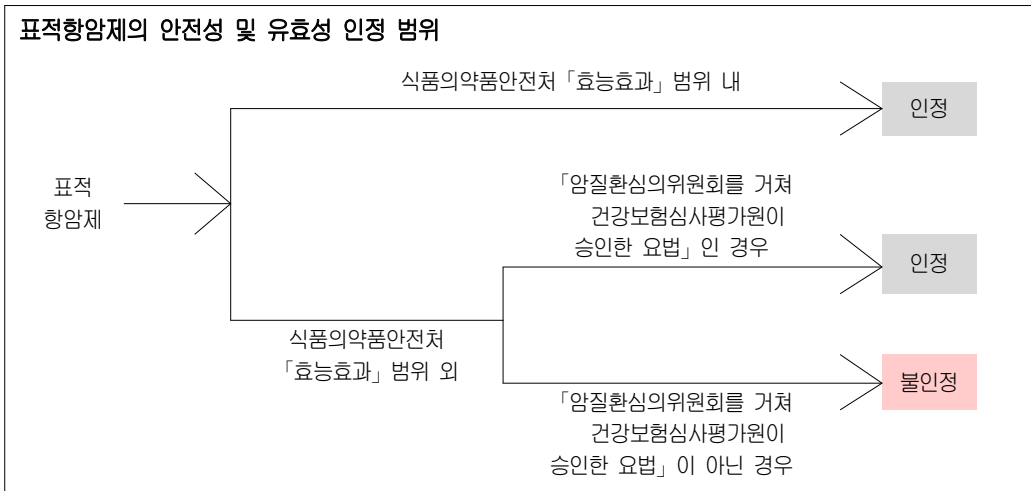 표적항암제의 안전성 및 유효성 인정 범위
식품의약품안전처「효능효과」범위 내
인정
표적
항암제
「암질환심의위원회를 거쳐
건강보험심사평가원이
승인한 요법」인 경우
인정
식품의약품안전처
「효능효과」범위 외
불인정
「암질환심의위원회를 거쳐
건강보험심사평가원이
승인한 요법」이 아닌 경우